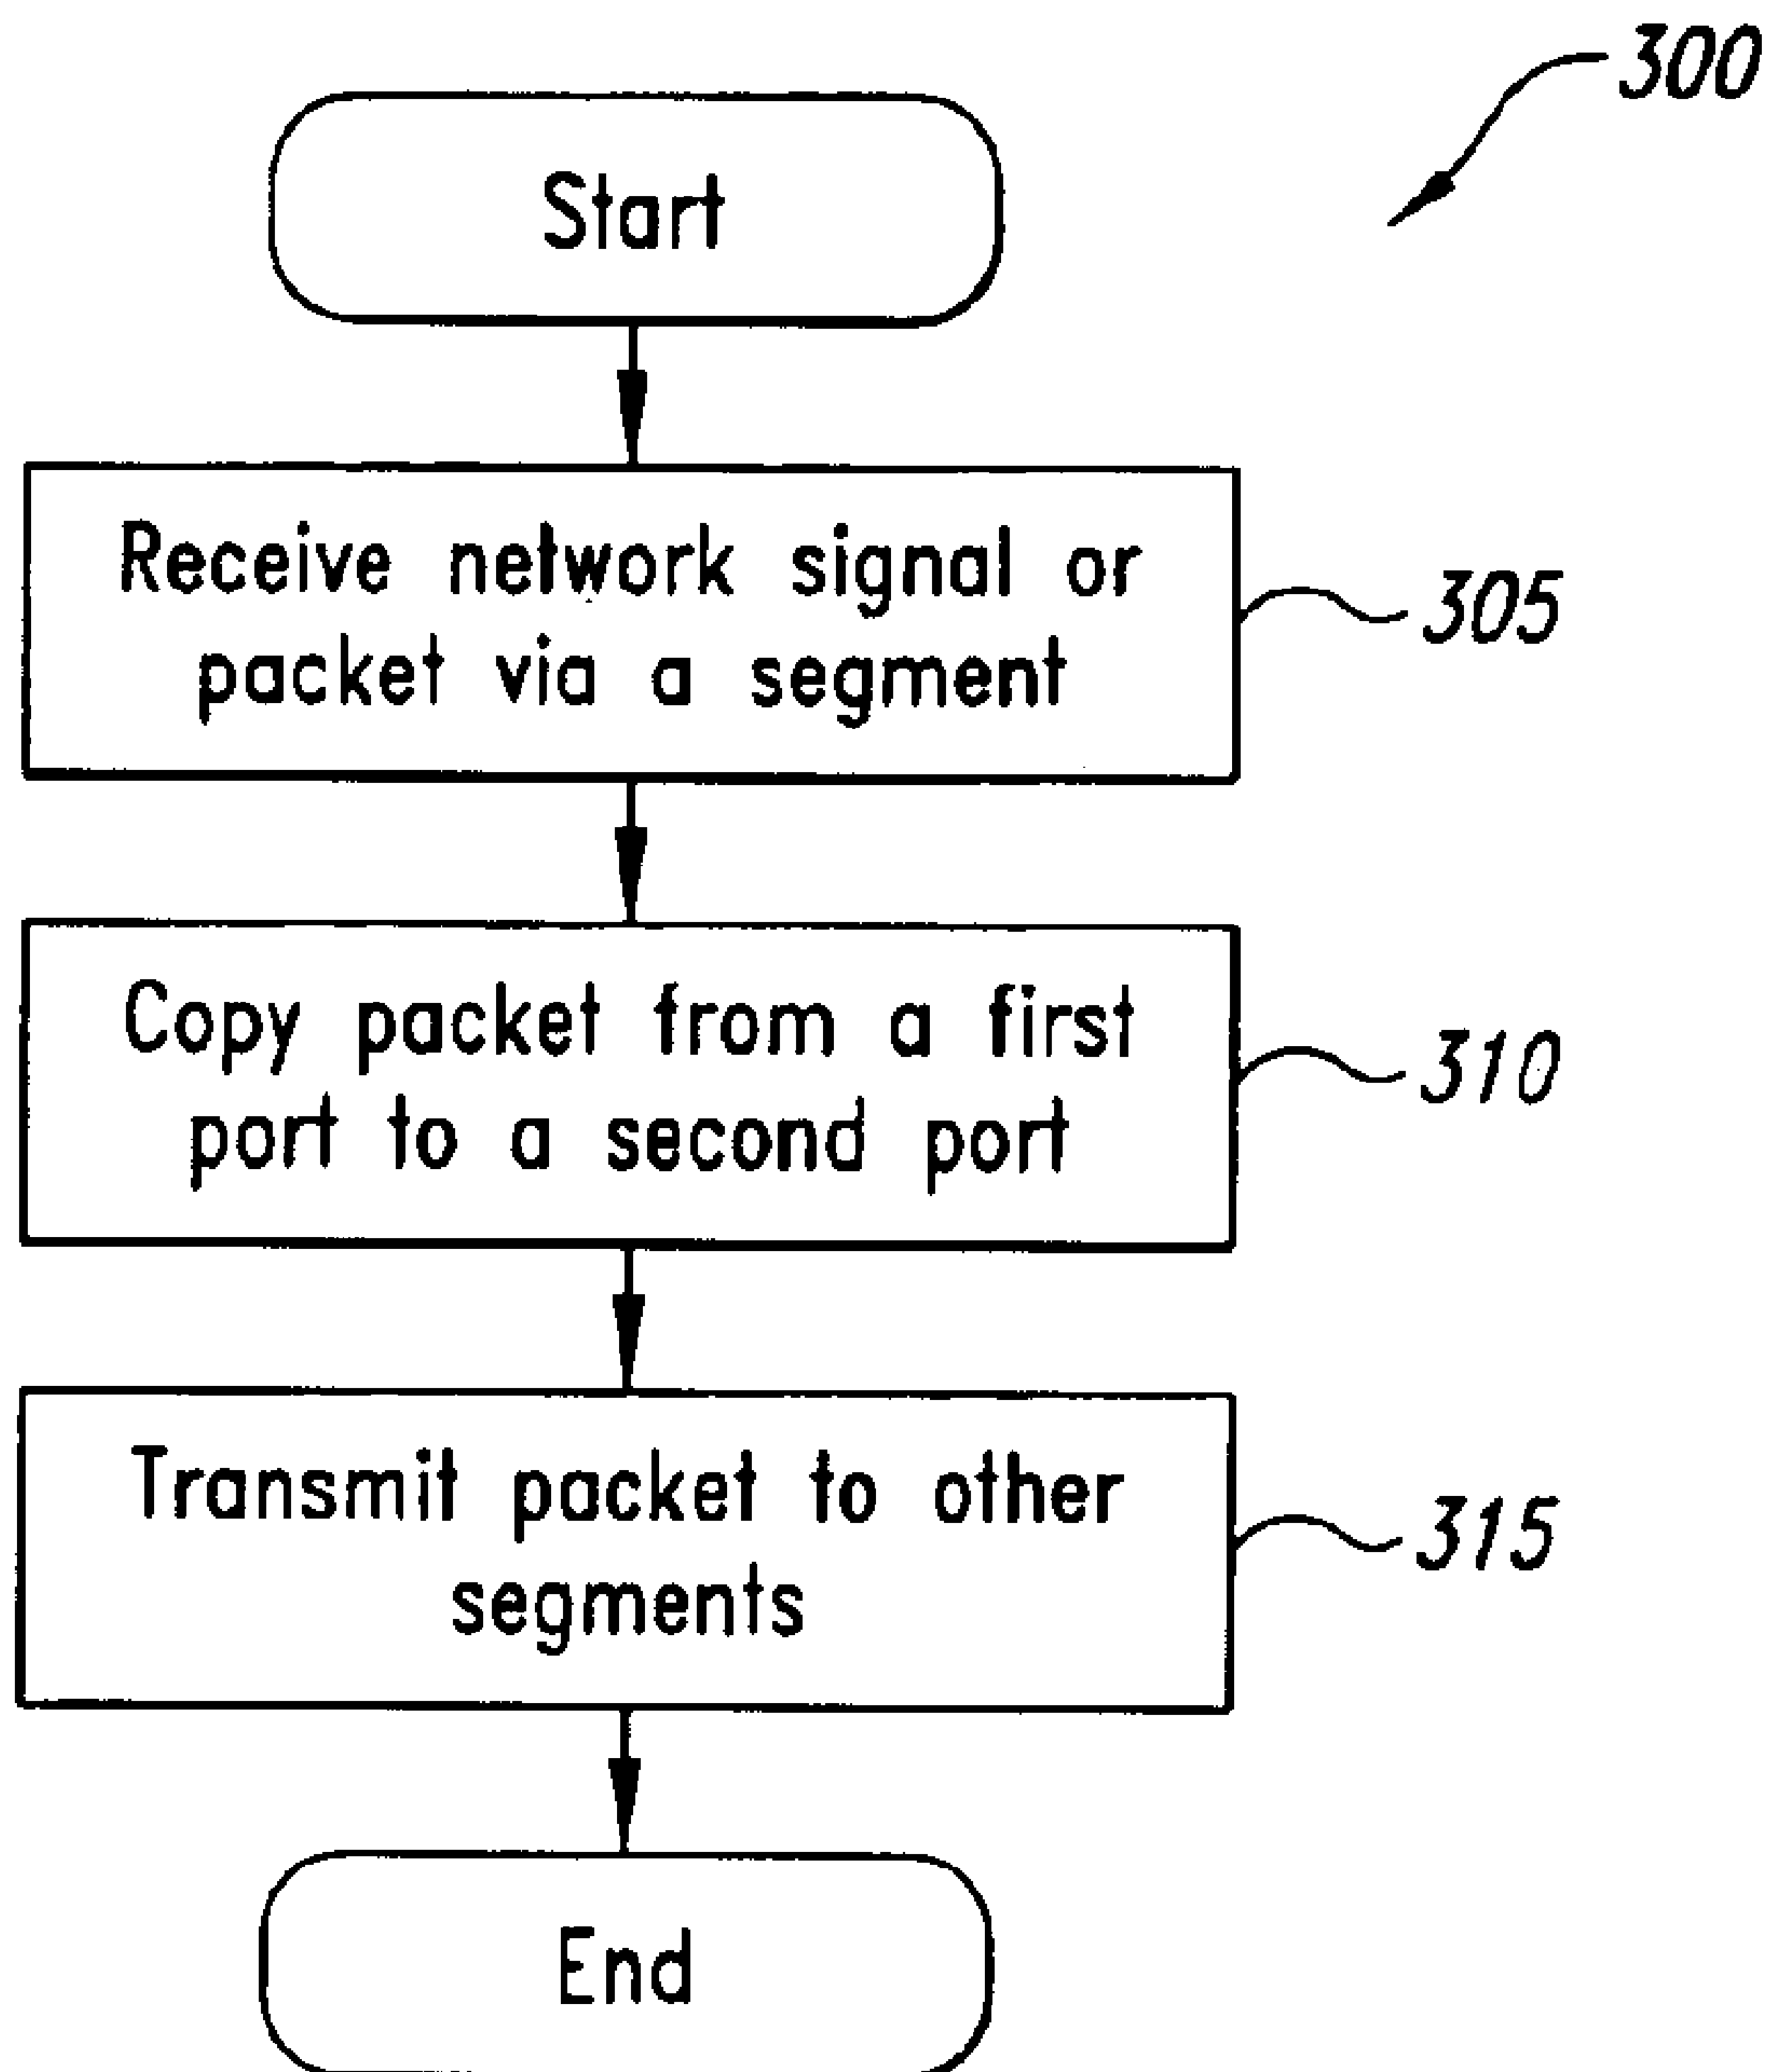 300
Start
Receive network signal or
packet via a segment
305
Copy packet from a first
port to a second port
310
Transmit packet to other
segments
315
End